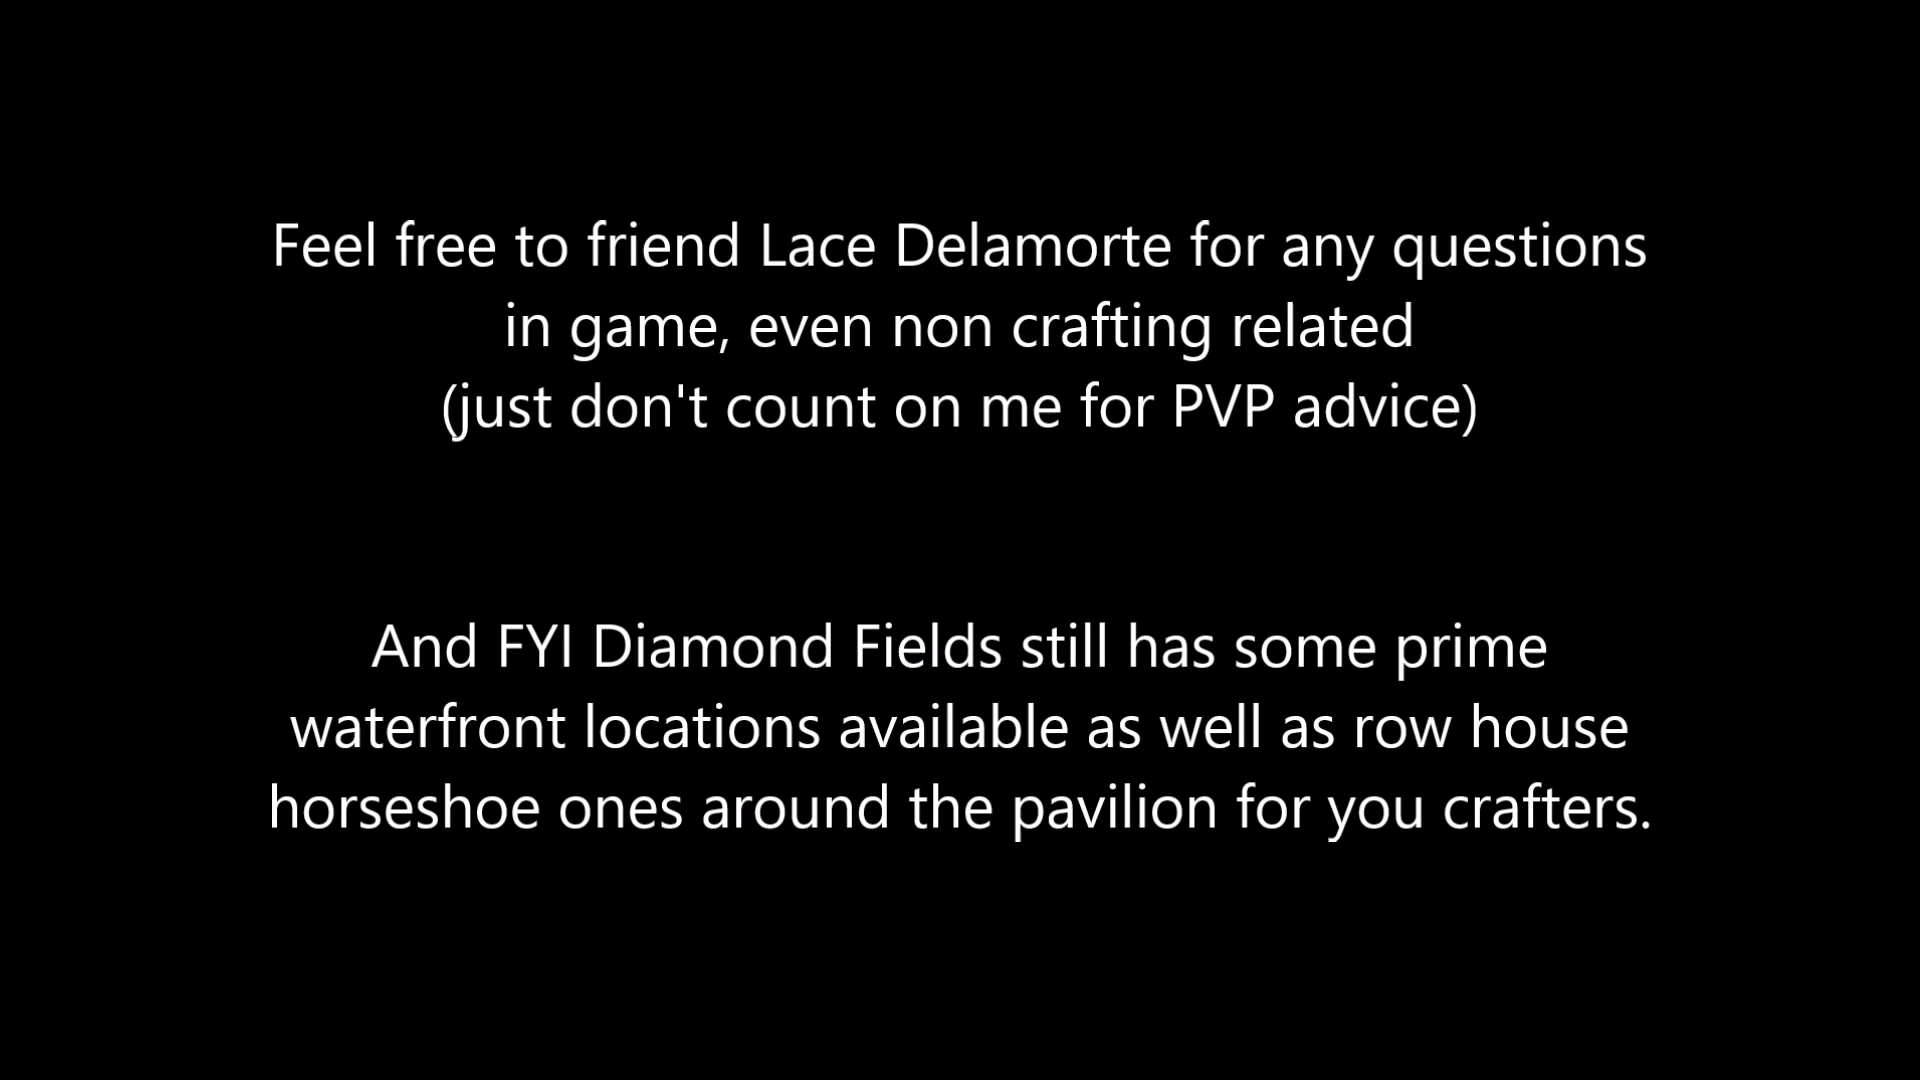 Feel free to friend Lace Delamorte for any questions
in game, even non crafting related
(just don't count on me for PVP advice)
And FYI Diamond Fields still has some prime
waterfront locations available as well as row house
horseshoe ones around the pavilion for you crafters.